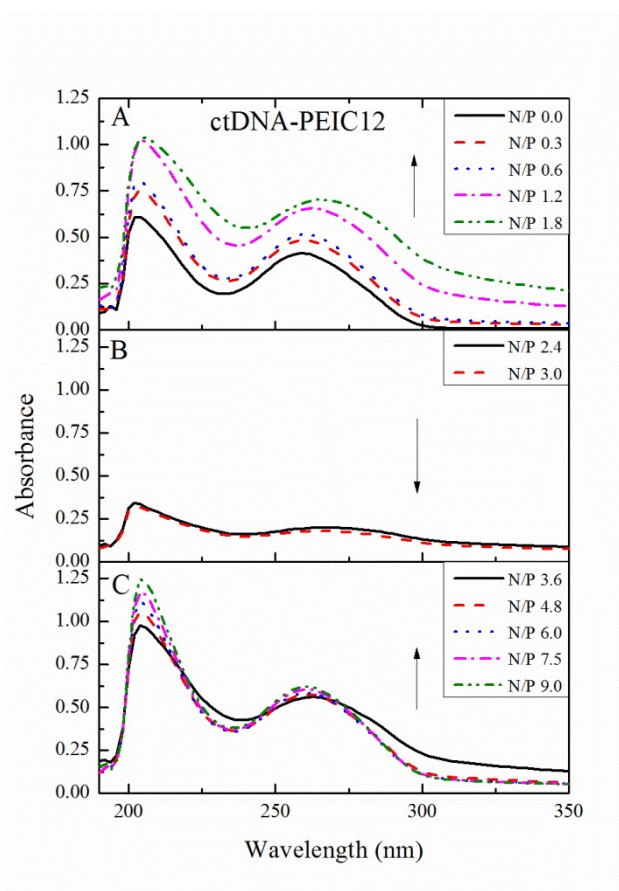 A
ctDNA-PEIC12
N/P 0.0
N/P 0.3
N/P 0.6
N/P 1.2
N/P 1.8
1.25
1.00
0.75
0.50
0.25
0.00
B
N/P 2.4
N/P 3.0
1.25
1.00
0.75
0.50
0.25
0.00
Absorbance
C
N/P 3.6
N/P 4.8
N/P 6.0
N/P 7.5
N/P 9.0
1.25
1.00
0.75
0.50
0.25
0.00
200
250
300
350
Wavelength (nm)